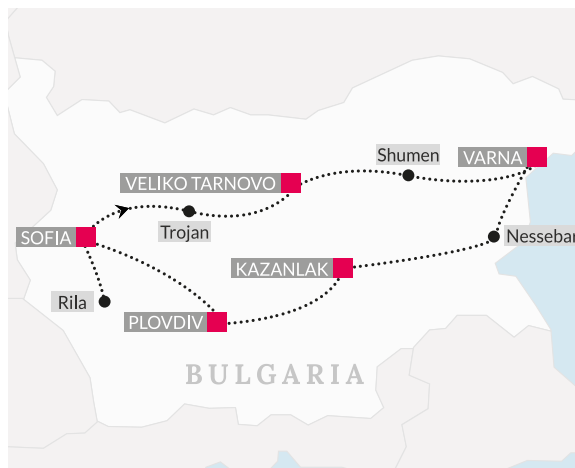 Shumen
VARNA
VELIKO TARNOVO
Trojan
SOFIA
Nessebar
KAZANLAK
Rila
PLOVDIV
BULGARIA